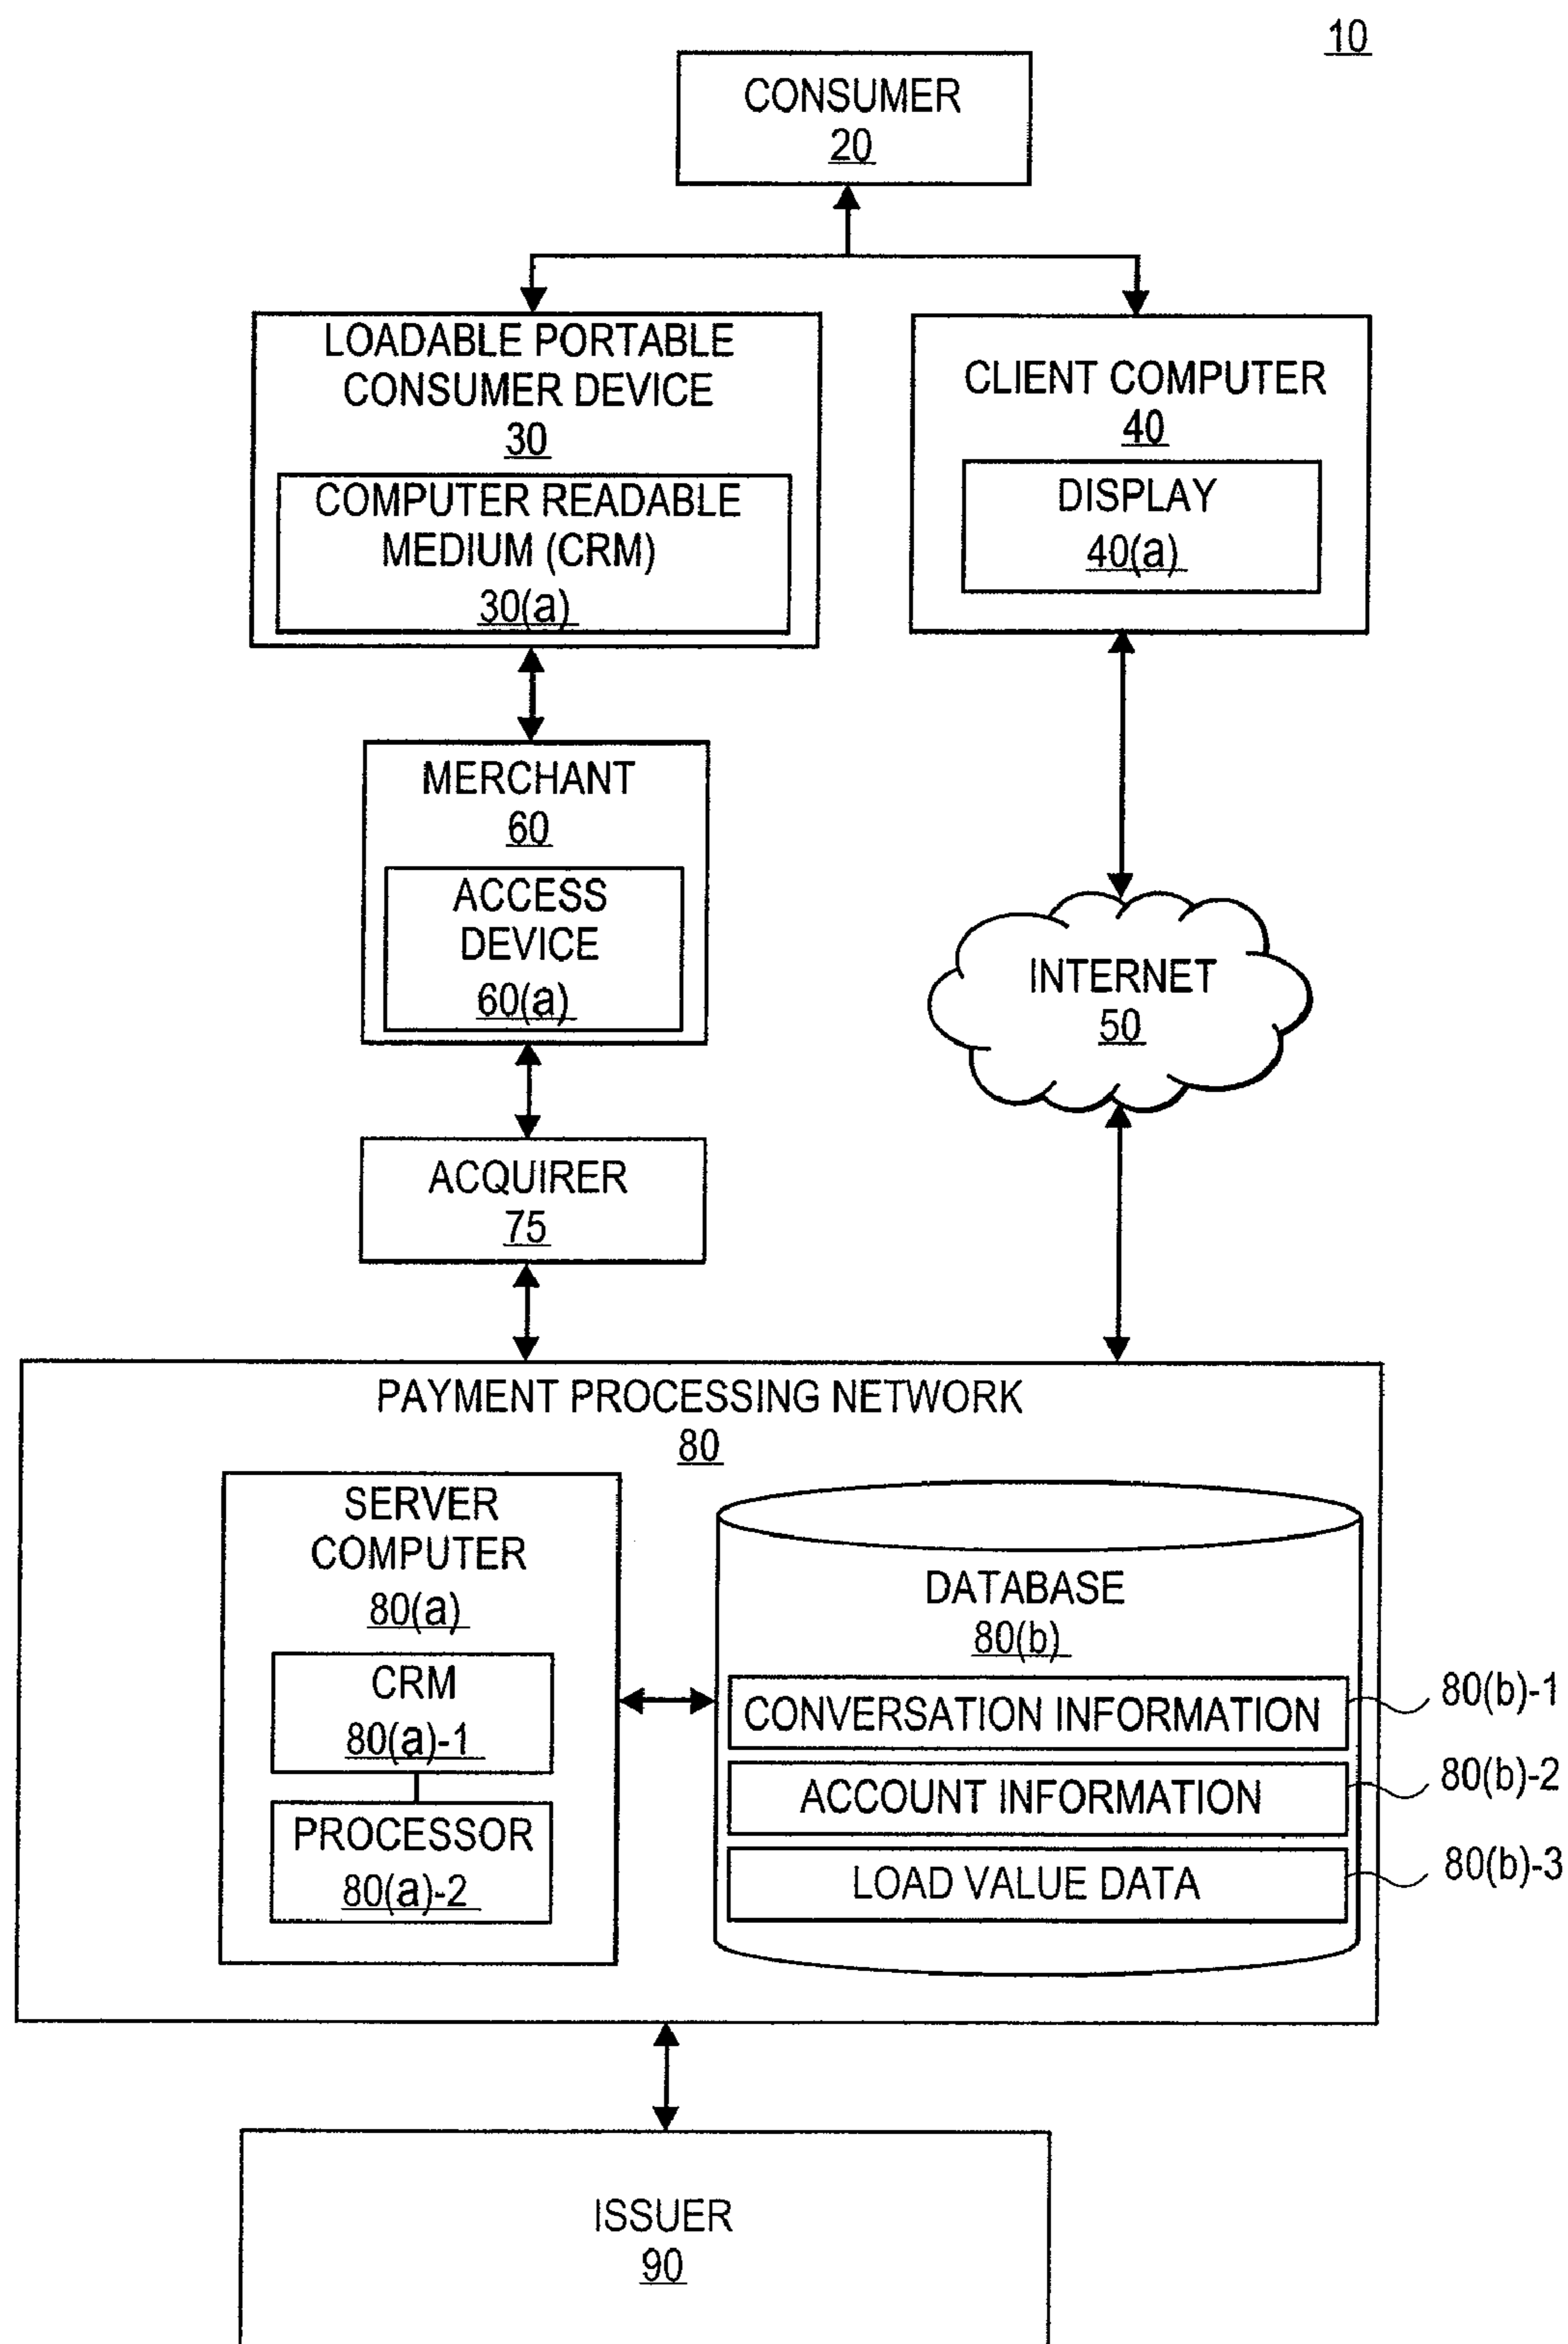 10
CONSUMER
20
LOADABLE PORTABLE
CONSUMER DEVICE
30
COMPUTER READABLE
MEDIUM (CRM)
30(a)
CLIENT COMPUTER
40
DISPLAY
40(a)
MERCHANT
60
ACCESS
DEVICE
60(a)
INTERNET
50
ACQUIRER
75
PAYMENT PROCESSING NETWORK
80
SERVER
COMPUTER
80(a)
CRM
80(a)-1
PROCESSOR
80(a)-2
DATABASE
80(b)
CONVERSATION INFORMATION
80(b)-1
ACCOUNT INFORMATION
80(b)-2
LOAD VALUE DATA
80(b)-3
ISSUER
90